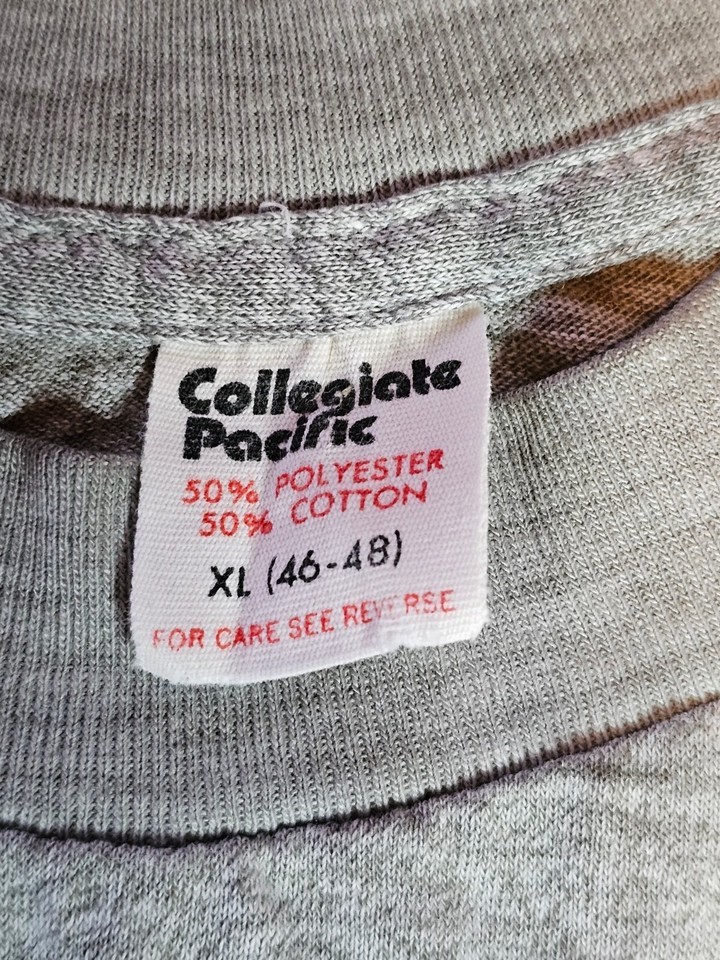 Collegiate
Pacific
50% POLYESTER
50% COTTON
XL (46-48)
FOR CARE SEE REVERSE